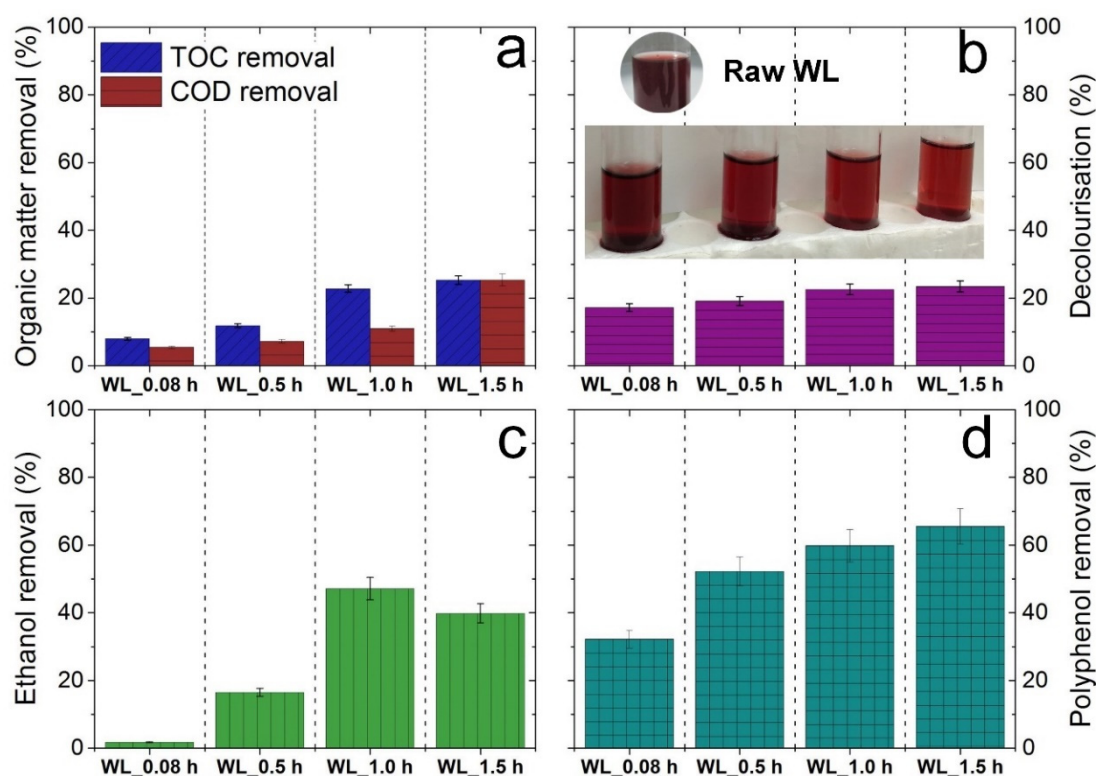 Organic matter removal (%)
100
80
60
40
20
0
TOC removal
COD removal
a
WL_0.08 h
WL_0.5 h
WL_1.0 h
WL_1.5 h
Raw WL
b
100
80
60
40
20
0
Decolourisation (%)
WL_0.08 h
WL_0.5 h
WL_1.0 h
WL_1.5 h
Ethanol removal (%)
100
80
60
40
20
0
c
WL_0.08 h
WL_0.5 h
WL_1.0 h
WL_1.5 h
d
100
80
60
40
20
0
Polyphenol removal (%)
WL_0.08 h
WL_0.5 h
WL_1.0 h
WL_1.5 h